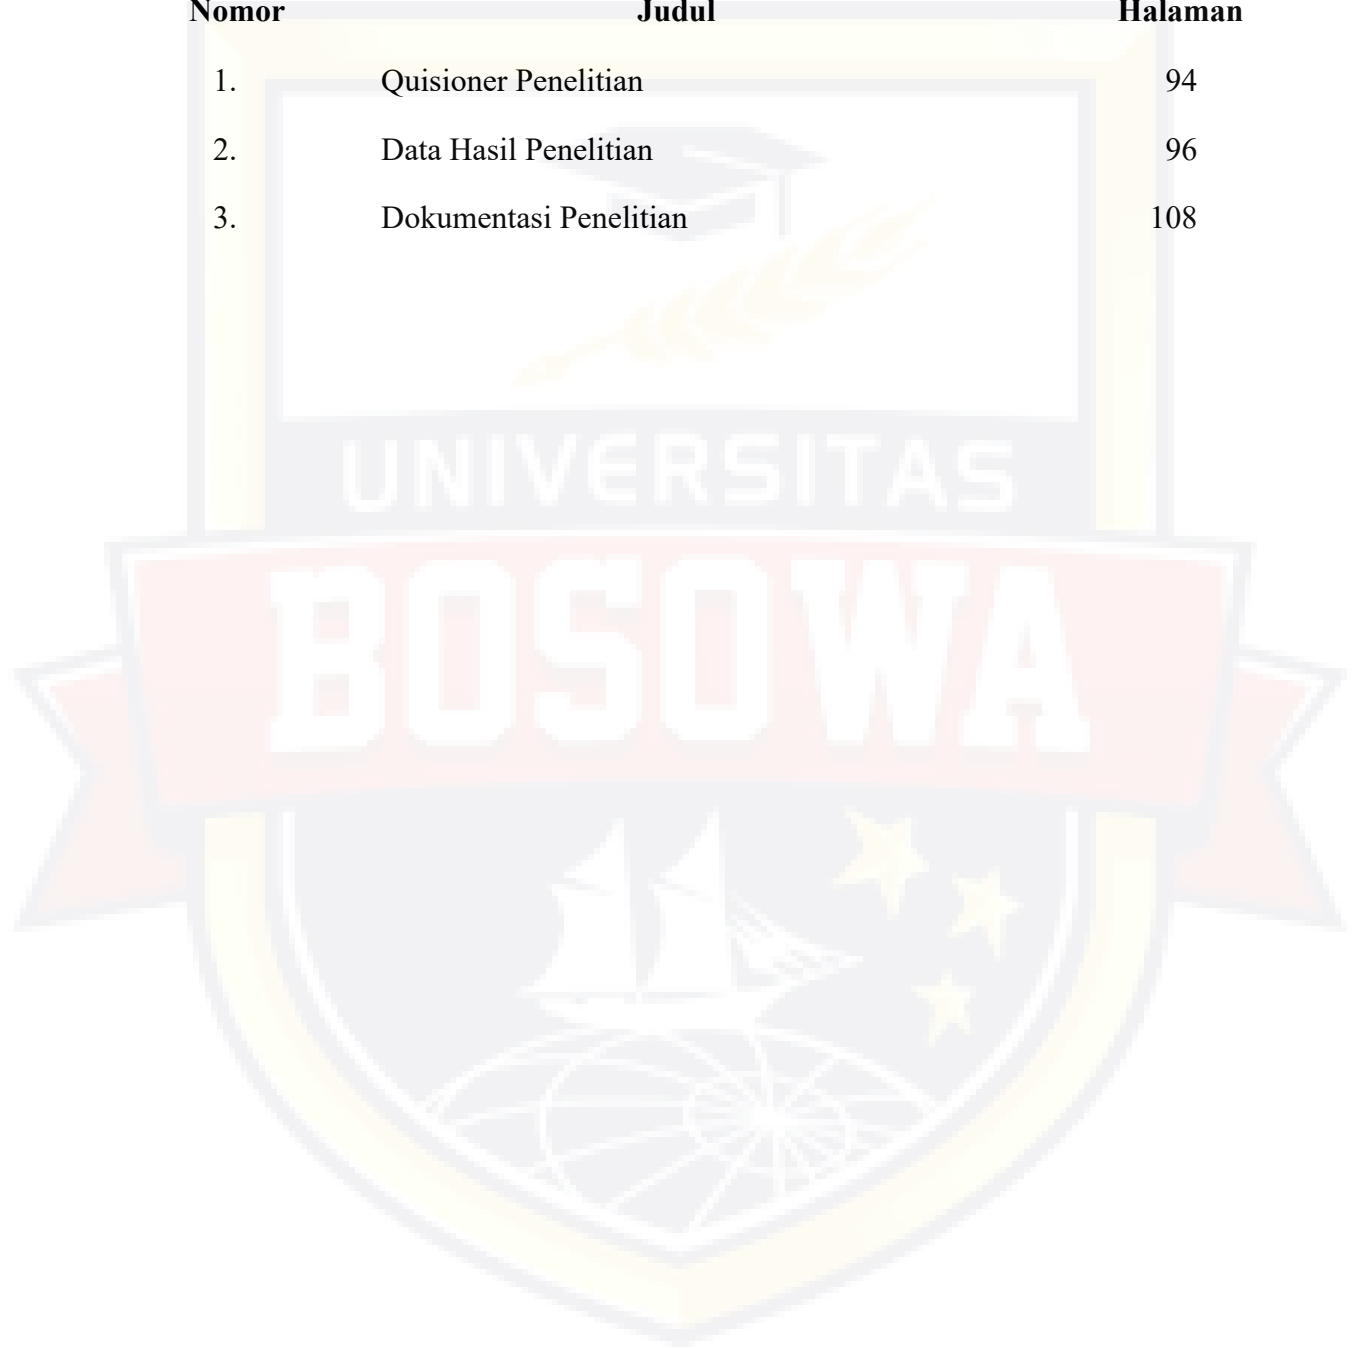 Nomor Judul Halaman
1. Quisioner Penelitian 94
2. Data Hasil Penelitian 96
3. Dokumentasi Penelitian 108
UNIVERSITAS
BOSOWA